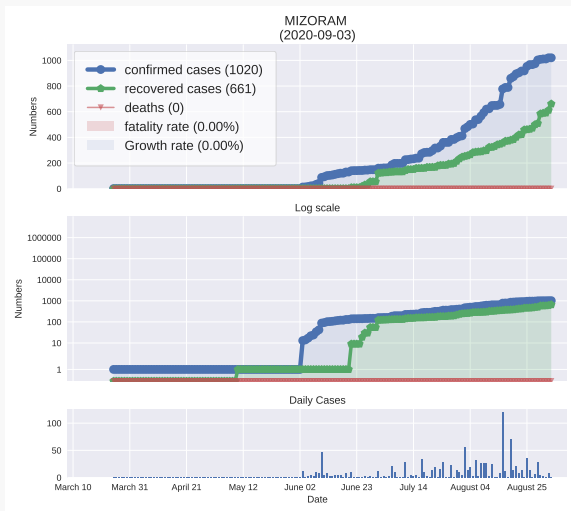 MIZORAM
(2020-09-03)
confirmed cases (1020)
recovered cases (661)
deaths (0)
fatality rate (0.00%)
Growth rate (0.00%)
Numbers
1000
800
600
400
200
0
Log scale
Numbers
1000000
100000
10000
1000
100
10
1
Daily Cases
100
50
0
March 10 March 31 April 21 May 12 June 02 June 23 July 14 August 04 August 25
Date